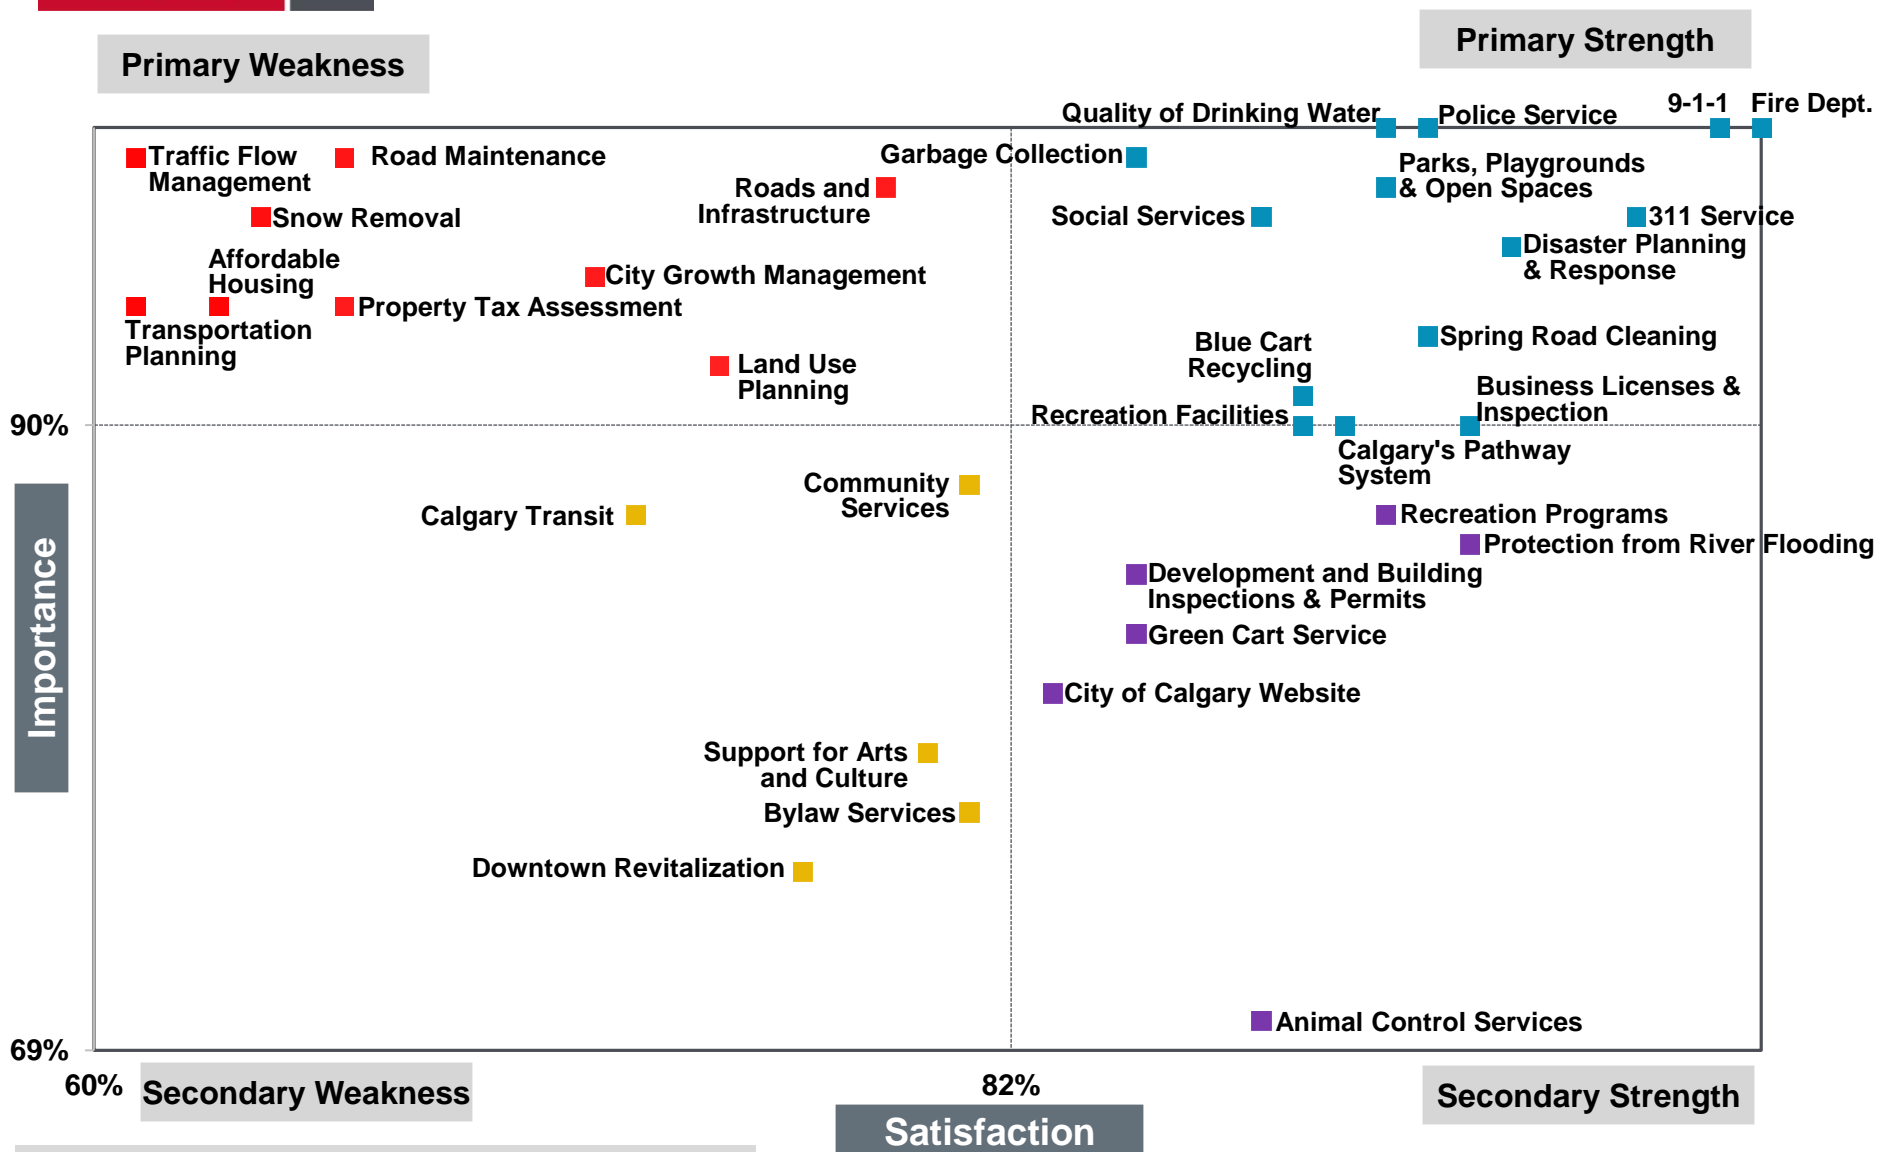 Primary Weakness
Primary Strength
9-1-1
Fire Dept.
Quality of Drinking Water
Police Service
Traffic Flow
Management
Road Maintenance
Garbage Collection
Parks, Playgrounds
& Open Spaces
Roads and
Infrastructure
Snow Removal
Social Services
311 Service
Disaster Planning
& Response
Affordable
Housing
City Growth Management
Property Tax Assessment
Transportation
Planning
Spring Road Cleaning
Blue Cart
Recycling
Land Use
Planning
Business Licenses &
Inspection
Recreation Facilities
90%
Calgary's Pathway
System
Community
Services
Calgary Transit
Recreation Programs
Protection from River Flooding
Development and Building
Inspections & Permits
Green Cart Service
Importance
City of Calgary Website
Support for Arts
and Culture
Bylaw Services
Downtown Revitalization
Animal Control Services
69%
60%
82%
Secondary Weakness
Secondary Strength
Satisfaction